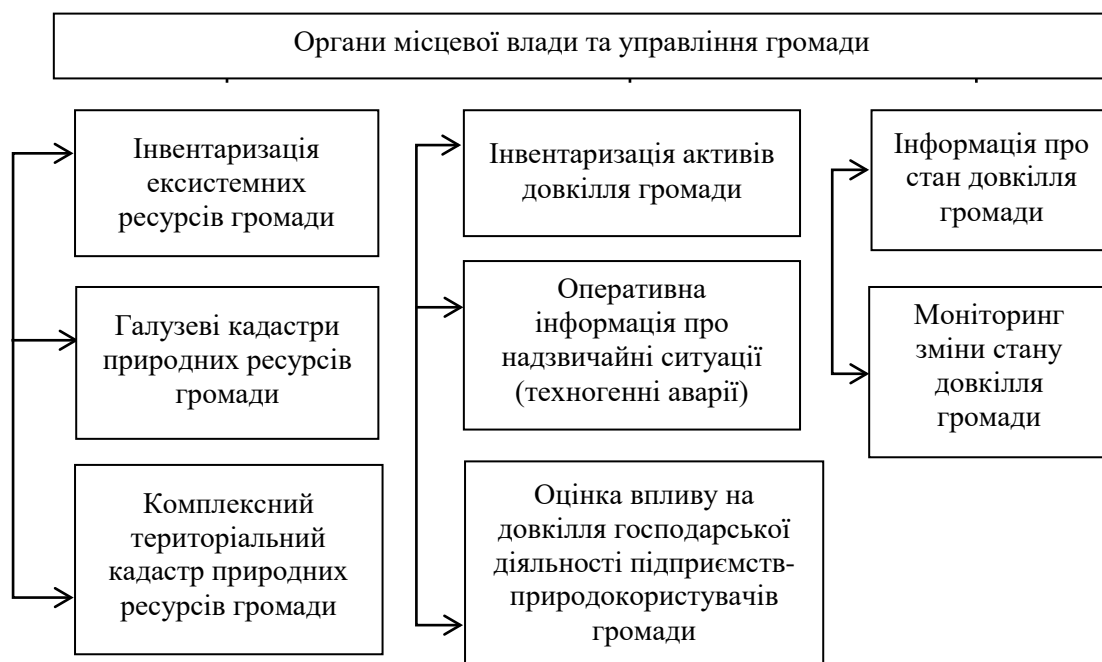 Органи місцевої влади та управління громади
Інвентаризація
ексистемних
ресурсів громади
Галузеві кадастри
природних ресурсів
громади
Комплексний
територіальний
кадастр природних
ресурсів громади
Інвентаризація активів
довкілля громади
Оперативна
інформація про
надзвичайні ситуації
(техногенні аварії)
Оцінка впливу на
довкілля господарської
діяльності підприємств-
природокористувачів
громади
Інформація про
стан довкілля
громади
Моніторинг
зміни стану
довкілля
громади